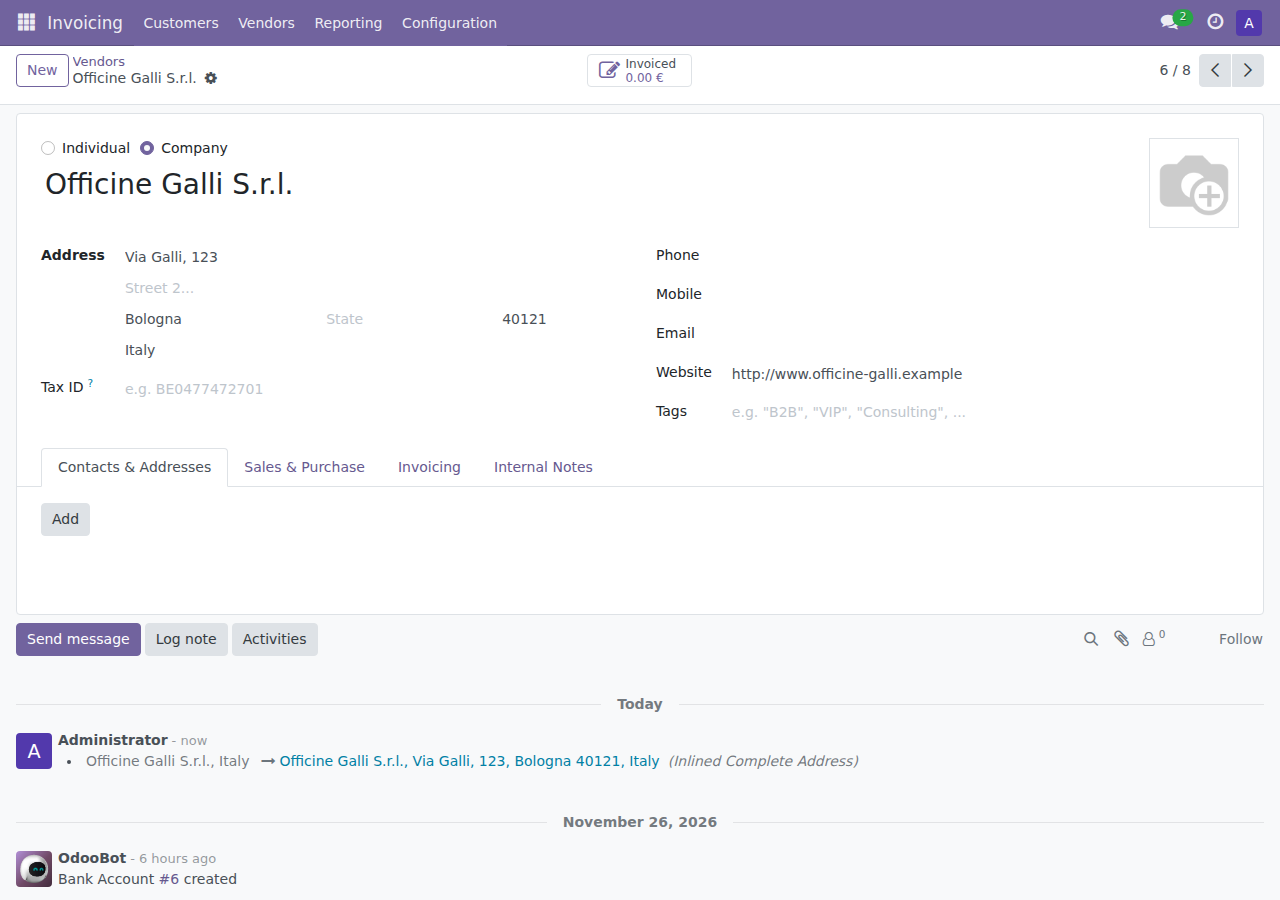 Invoicing Customers Vendors Reporting Configuration 2 A
New Vendors
Officine Galli S.r.l.
Invoiced
0.00 €
6 / 8
Individual Company
Officine Galli S.r.l.
Address Via Galli, 123
Street 2...
Bologna State 40121
Italy
Tax ID ? e.g. BE0477472701
Phone
Mobile
Email
Website http://www.officine-galli.example
Tags e.g. "B2B", "VIP", "Consulting", ...
Contacts & Addresses Sales & Purchase Invoicing Internal Notes
Add
Send message Log note Activities 0 Follow
Today
A Administrator - now
• Officine Galli S.r.l., Italy → Officine Galli S.r.l., Via Galli, 123, Bologna 40121, Italy (Inlined Complete Address)
November 26, 2026
OdooBot - 6 hours ago
Bank Account #6 created